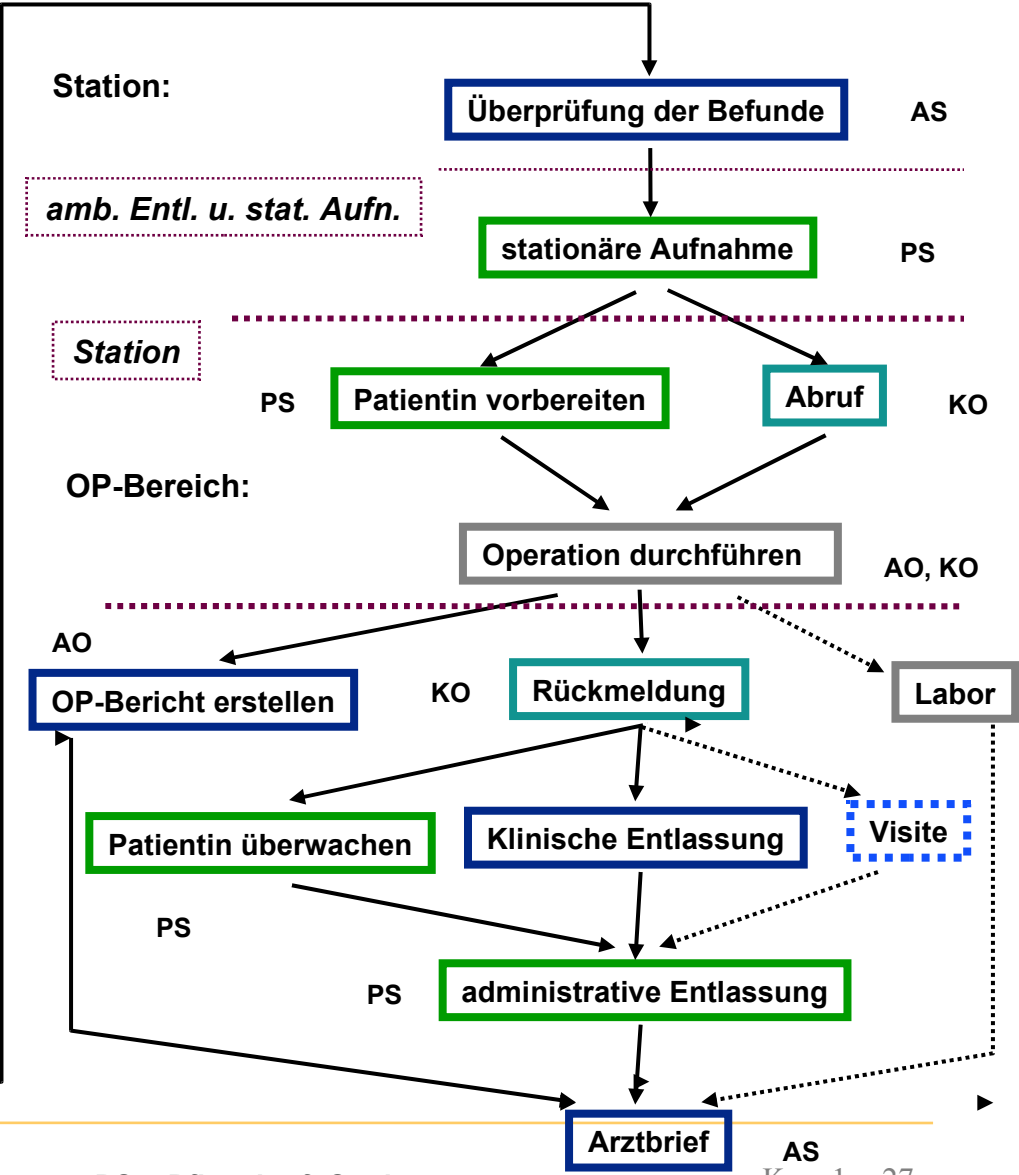 Station:
Überprüfung der Befunde
AS
amb. Entl. u. stat. Aufn.
stationäre Aufnahme
PS
Station
PS
Patientin vorbereiten
Abruf
KO
OP-Bereich:
Operation durchführen
AO, KO
AO
OP-Bericht erstellen
KO
Rückmeldung
Labor
Patientin überwachen
Klinische Entlassung
Visite
PS
PS
administrative Entlassung
Arztbrief
AS